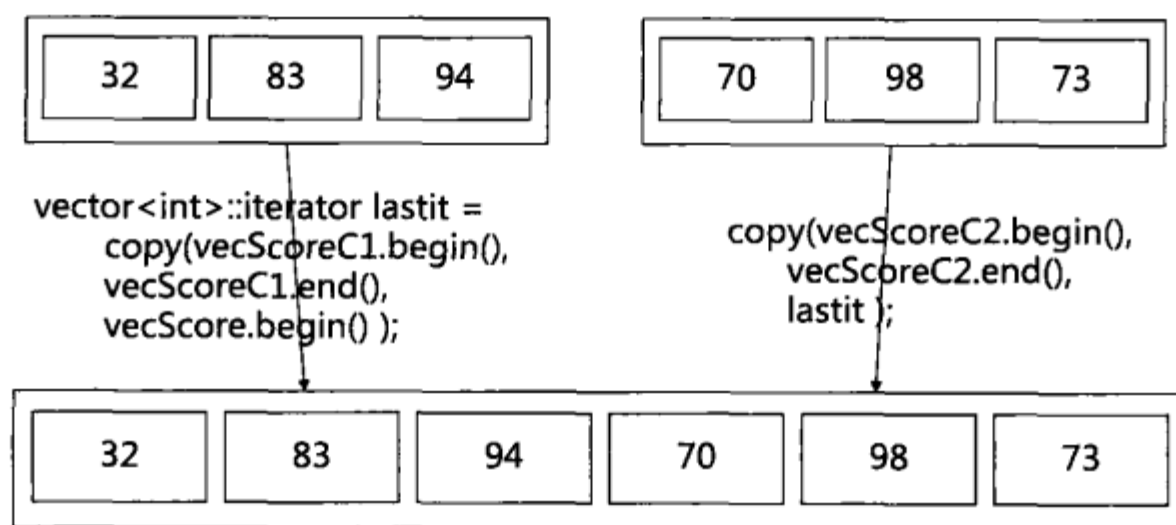 32 83 94
70 98 73
vector<int>::iterator lastit =
copy(vecScoreC1.begin(),
vecScoreC1.end(),
vecScore.begin() );
copy(vecScoreC2.begin(),
vecScoreC2.end(),
lastit );
32 83 94 70 98 73